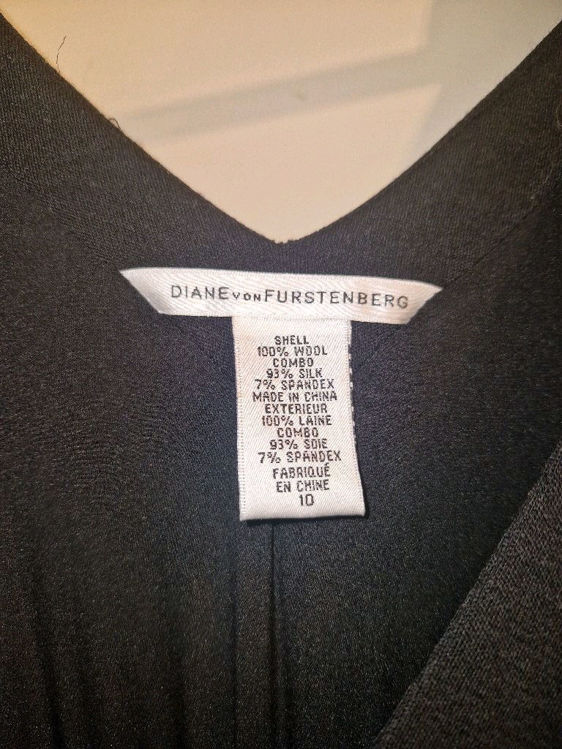 DIANE VON FURSTENBERG
SHELL
100% WOOL
COMBO
93% SILK
7% SPANDEX
MADE IN CHINA
EXTERIEUR
100% LAINE
COMBO
93% SOIE
7% SPANDEX
FABRIQUÉ
EN CHINE
10